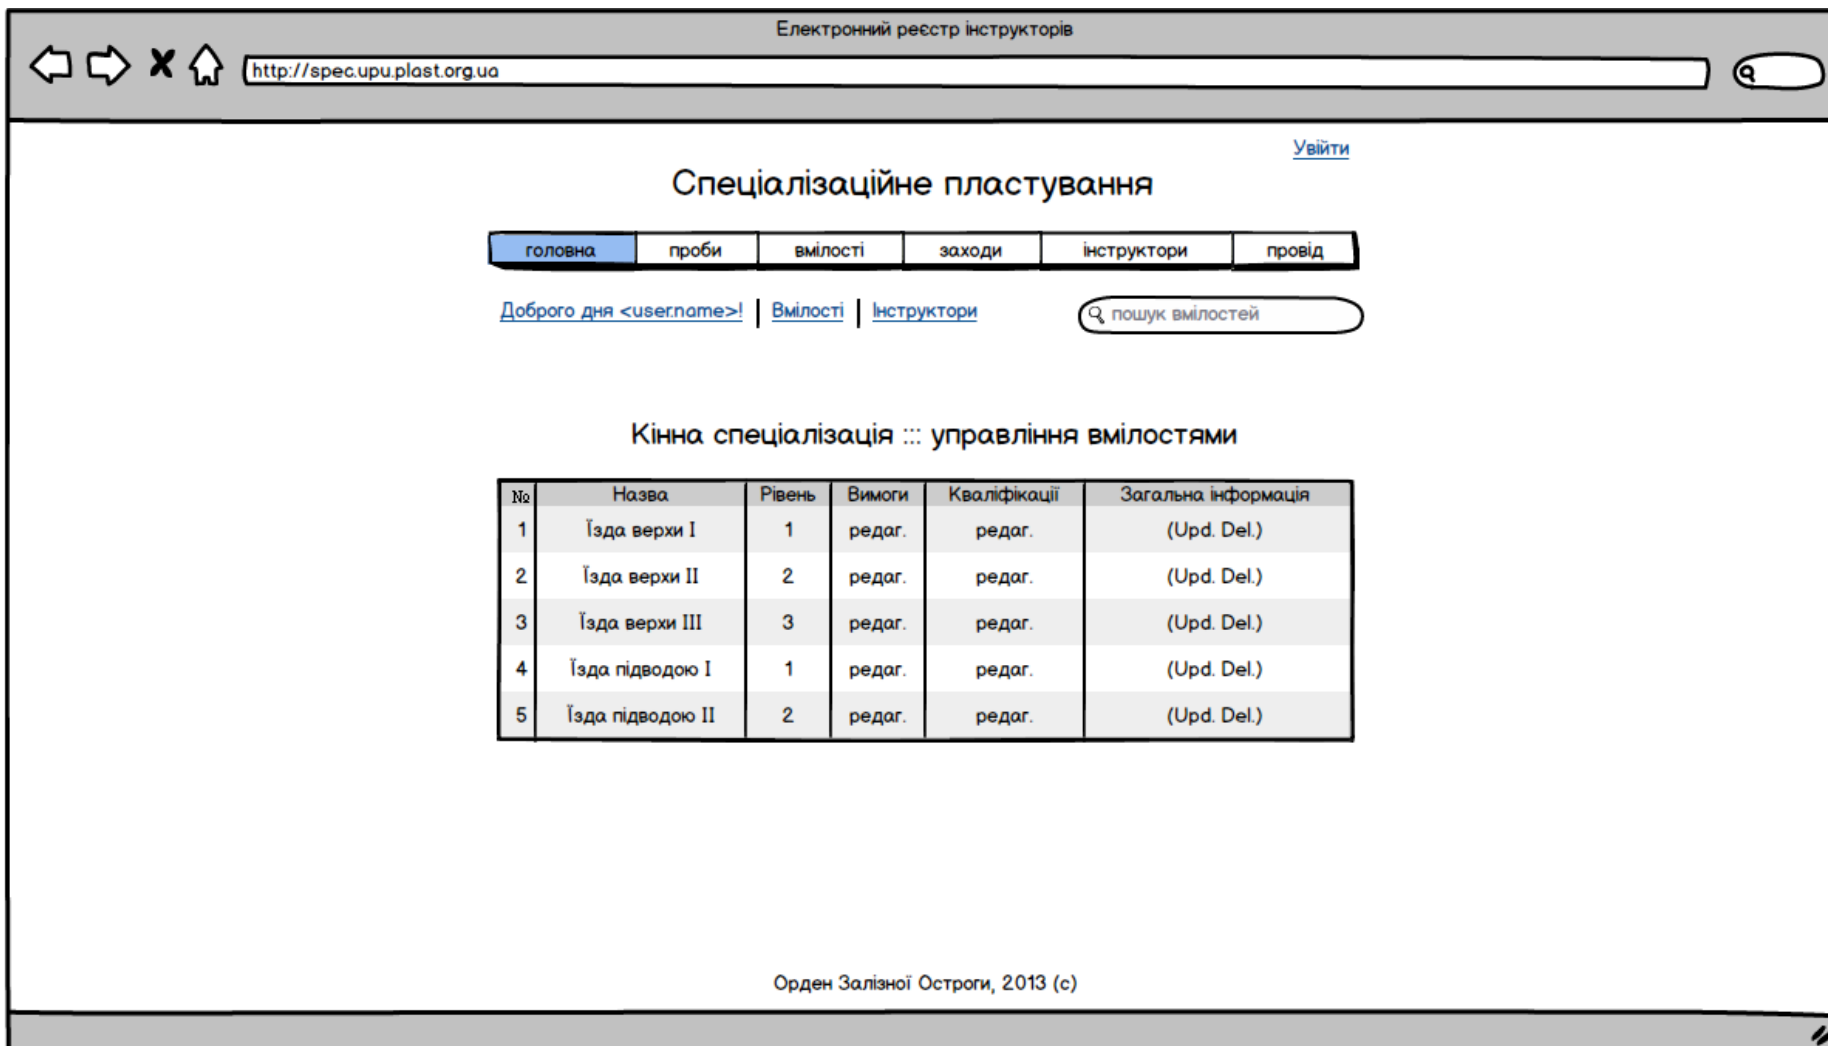 Електронний реєстр інструкторів
http://spec.upu.plast.org.ua
Увійти
Спеціалізаційне пластування
головна проби вмілості заходи інструктори провід
Доброго дня <user.name>! Вмілості Інструктори пошук вмілостей
Кінна спеціалізація ::: управління вмілостями
№ Назва Рівень Вимоги Кваліфікації Загальна інформація
1 Їзда верхи I 1 редаг. редаг. (Upd. Del.)
2 Їзда верхи II 2 редаг. редаг. (Upd. Del.)
3 Їзда верхи III 3 редаг. редаг. (Upd. Del.)
4 Їзда підводою I 1 редаг. редаг. (Upd. Del.)
5 Їзда підводою II 2 редаг. редаг. (Upd. Del.)
Орден Залізної Остроги, 2013 (c)